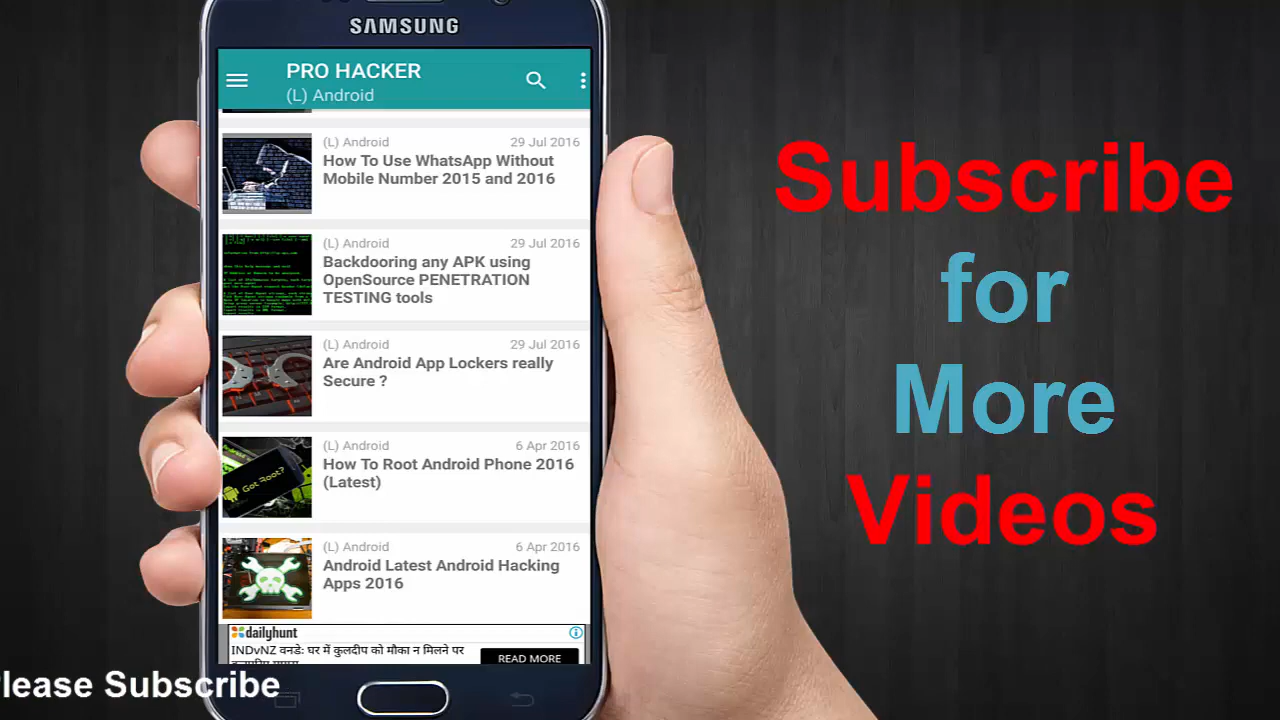 SAMSUNG
PRO HACKER
(L) Android
(L) Android 29 Jul 2016
How To Use WhatsApp Without
Mobile Number 2015 and 2016
(L) Android 29 Jul 2016
Backdooring any APK using
OpenSource PENETRATION
TESTING tools
(L) Android 29 Jul 2016
Are Android App Lockers really
Secure ?
(L) Android 6 Apr 2016
How To Root Android Phone 2016
(Latest)
Got Root?
(L) Android 6 Apr 2016
Android Latest Android Hacking
Apps 2016
dailyhunt
INDvNZ वनडे: घर में कुलदीप को मौका न मिलने पर
READ MORE
lease Subscribe
Subscribe
for
More
Videos